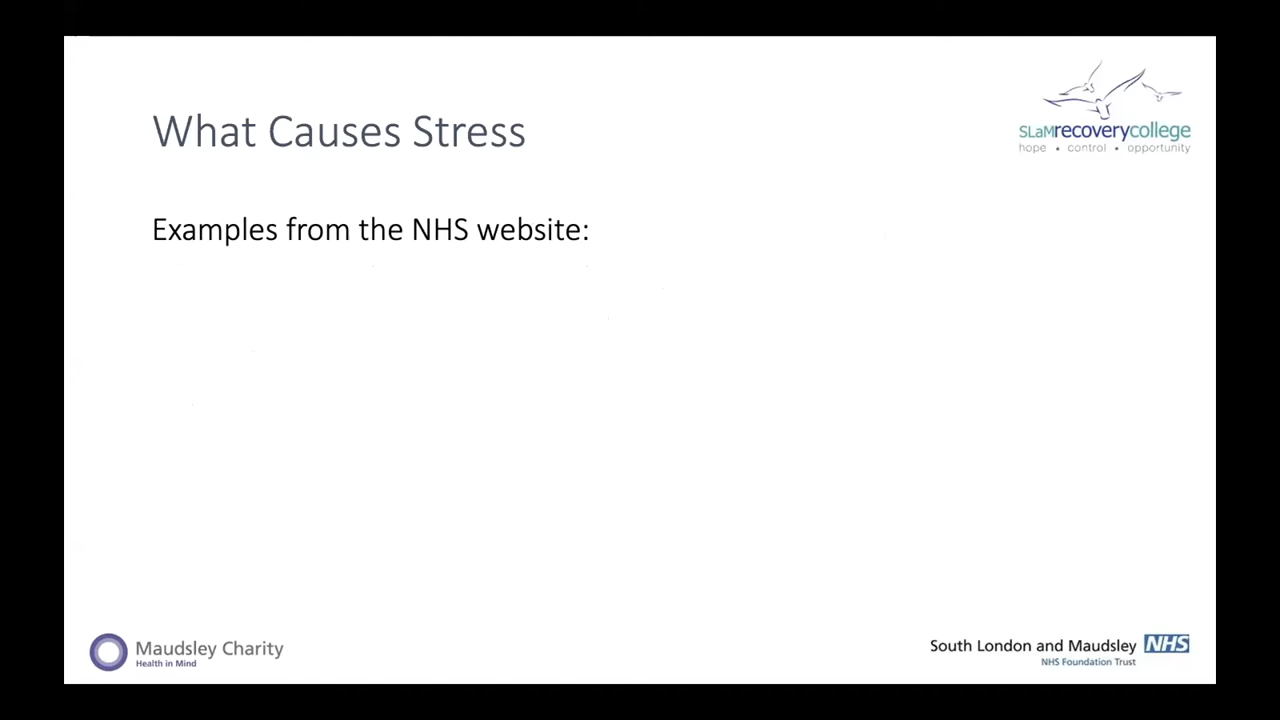 What Causes Stress
SLaMrecoverycollege
hope • control • opportunity
Examples from the NHS website:
Maudsley Charity
Health in Mind
South London and Maudsley NHS
NHS Foundation Trust